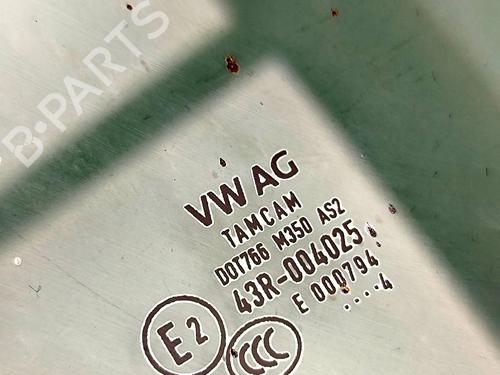 B·PARTS
VW AG
TAMCAM
DOT766 M350 AS2
43R-004025
E 000794
....4
E2
CCC